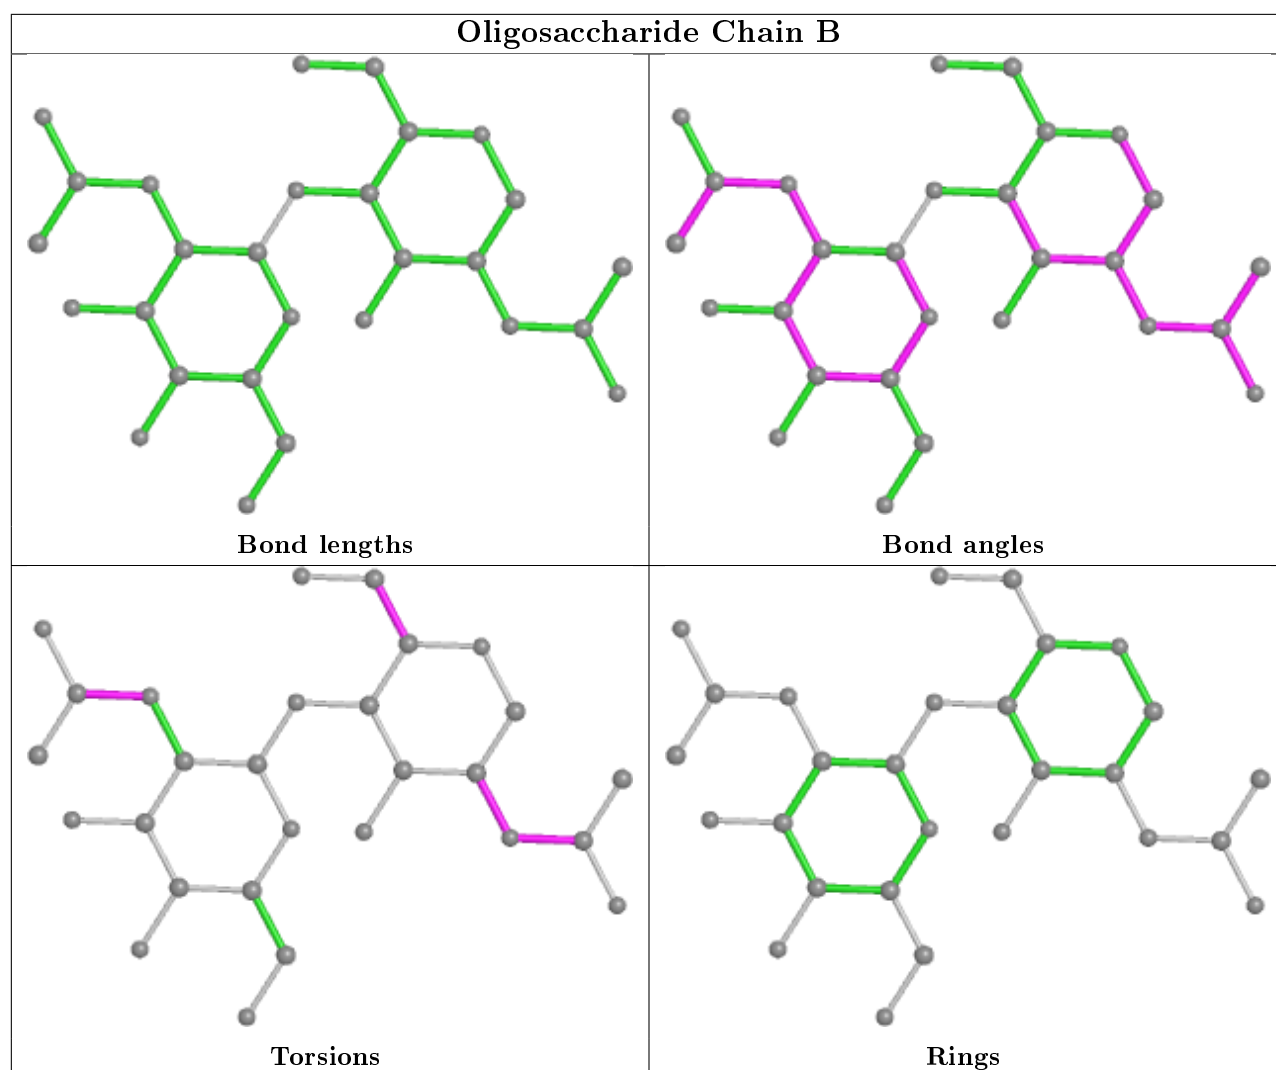 Oligosaccharide Chain B
Bond lengths
Bond angles
Torsions
Rings